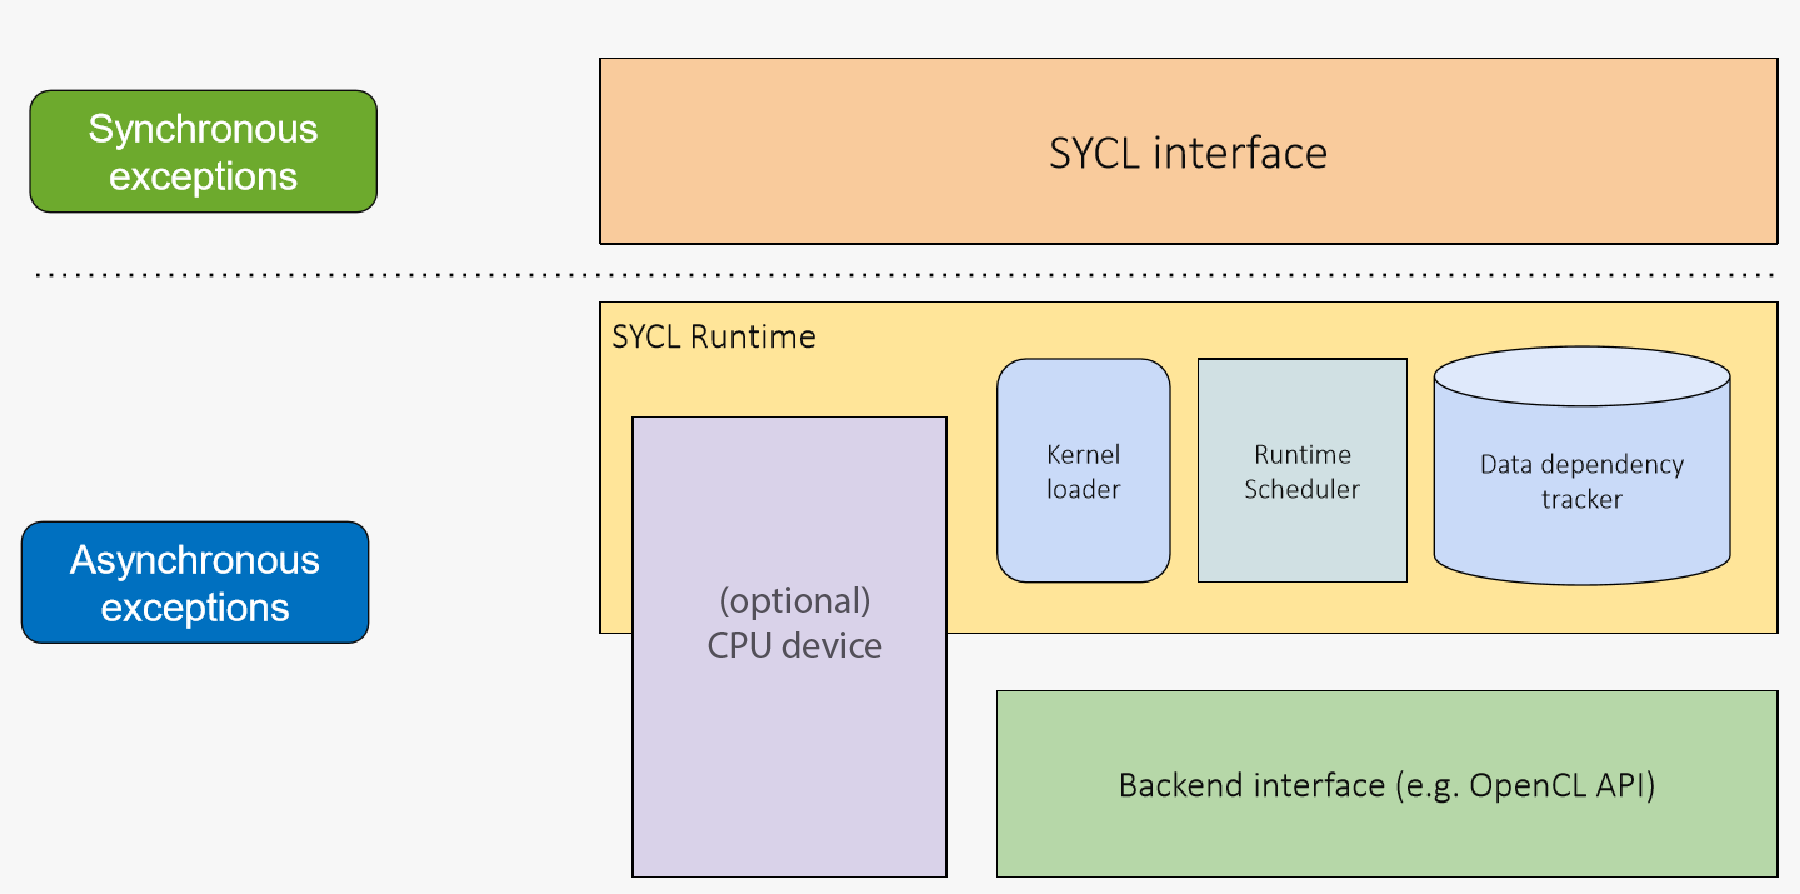 Synchronous
exceptions
SYCL interface
SYCL Runtime
Kernel
loader
Runtime
Scheduler
Data dependency
tracker
Asynchronous
exceptions
(optional)
CPU device
Backend interface (e.g. OpenCL API)